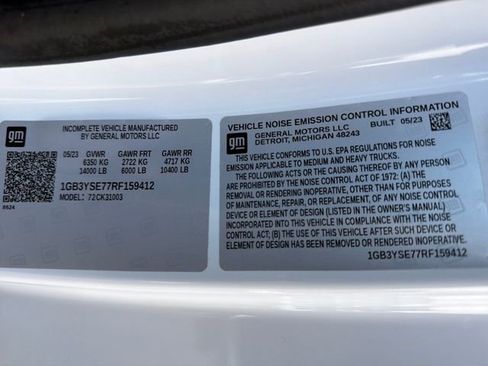 gm
INCOMPLETE VEHICLE MANUFACTURED
BY GENERAL MOTORS LLC
05/23 GVWR GAWR FRT GAWR RR
6350 KG 2722 KG 4717 KG
14000 LB 6000 LB 10400 LB
1GB3YSE77RF159412
MODEL: 72CK31003
8624
gm
VEHICLE NOISE EMISSION CONTROL INFORMATION
GENERAL MOTORS LLC BUILT 05/23
DETROIT, MICHIGAN 48243
THIS VEHICLE CONFORMS TO U.S. EPA REGULATIONS FOR NOISE
EMISSION APPLICABLE TO MEDIUM AND HEAVY TRUCKS.
THE FOLLOWING ACTS OR THE CAUSING THEREOF BY ANY PERSON
ARE PROHIBITED BY THE NOISE CONTROL ACT OF 1972: (A) THE
REMOVAL OR RENDERING INOPERATIVE, OTHER THAN FOR PURPOSES
OF MAINTENANCE, REPAIR, OR REPLACEMENT, OF ANY NOISE CONTROL
DEVICE OR ELEMENT OF DESIGN (LISTED IN THE OWNER'S MANUAL)
INCORPORATED INTO THIS VEHICLE IN COMPLIANCE WITH THE NOISE CONTROL
ACT; (B) THE USE OF THIS VEHICLE AFTER SUCH DEVICE OR
ELEMENT OF DESIGN HAS BEEN REMOVED OR RENDERED INOPERATIVE.
1GB3YSE77RF159412